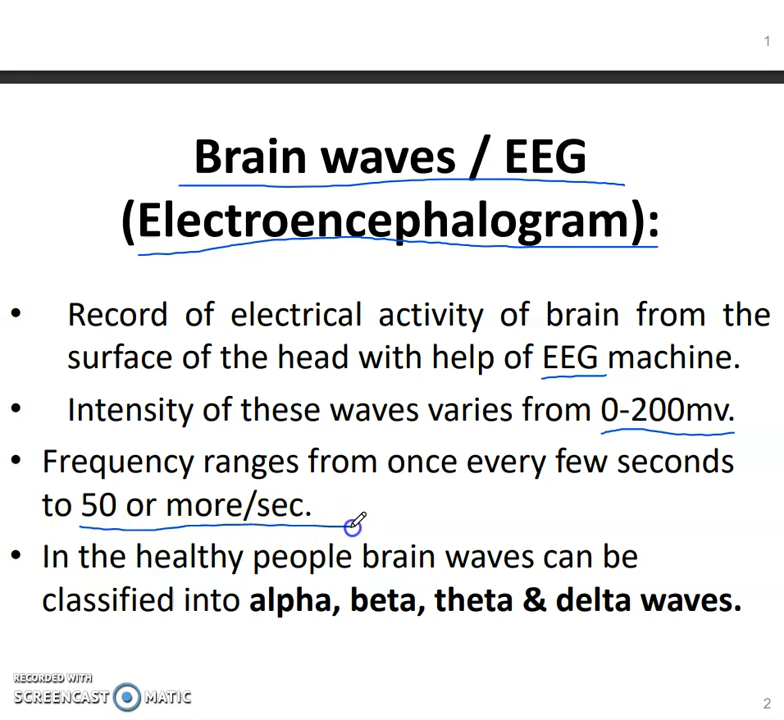 1
Brain waves / EEG
(Electroencephalogram):
• Record of electrical activity of brain from the
surface of the head with help of EEG machine.
• Intensity of these waves varies from 0-200mv.
• Frequency ranges from once every few seconds
to 50 or more/sec.
• In the healthy people brain waves can be
classified into alpha, beta, theta & delta waves.
RECORDED WITH
SCREENCAST MATIC
2